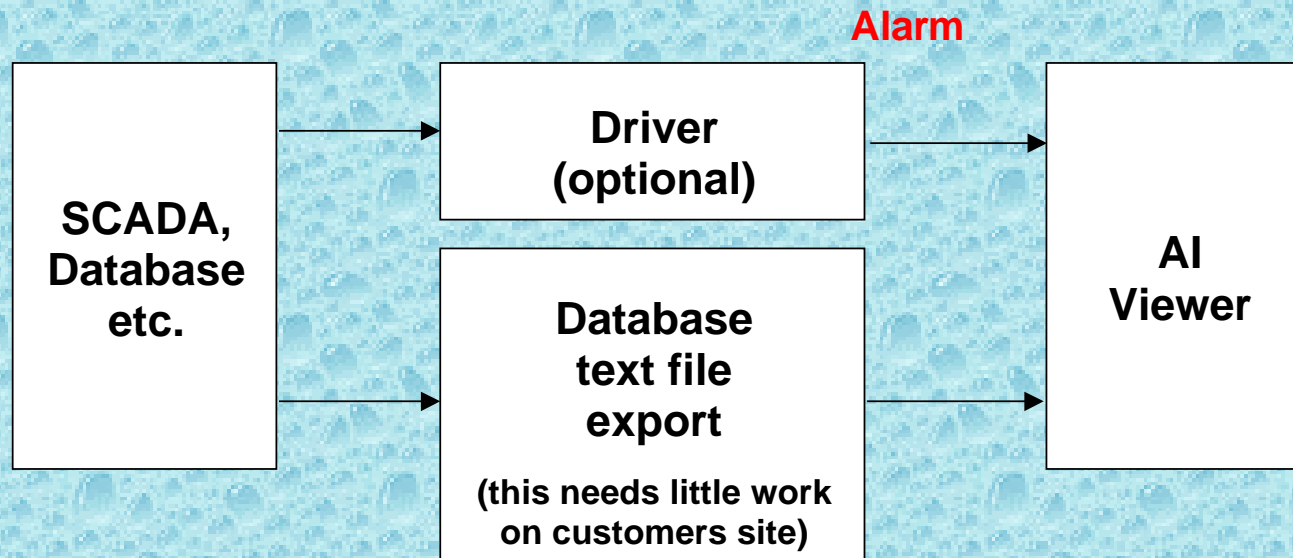 Alarm
SCADA,
Database
etc.
Driver
(optional)
Database
text file
export
(this needs little work
on customers site)
AI
Viewer